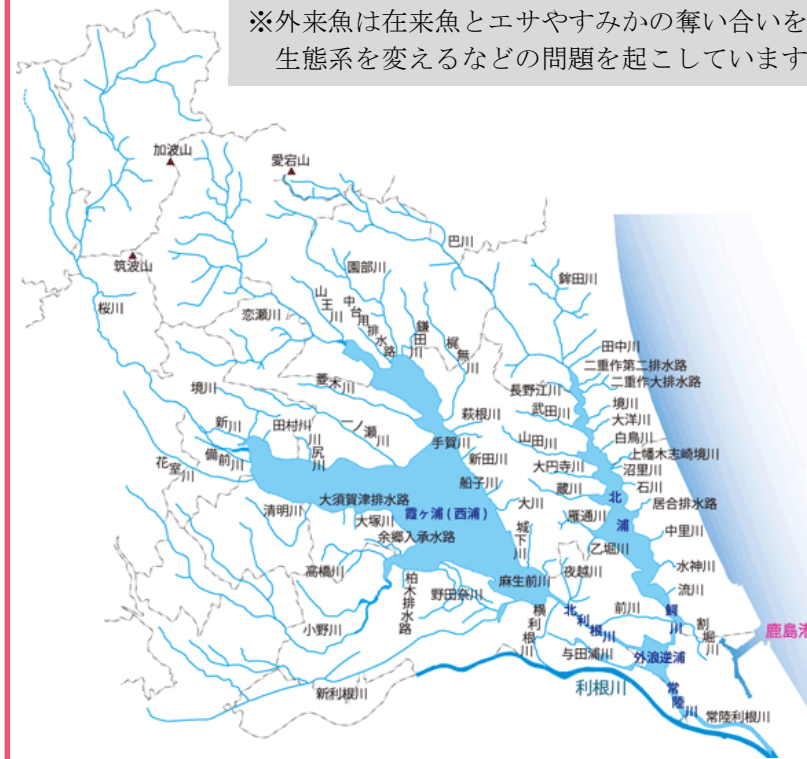 ※外来魚は在来魚とエサやすみかの奪い合いを
生態系を変えるなどの問題を起こしています
加波山
愛宕山
筑波山
桜川
巴川
園部川
鉾田川
山王川
中台用排水路
鎌田川
梶無川
恋瀬川
田中川
二重作第二排水路
二重作大排水路
長野江川
境川
菱木川
武田川
境川
大洋川
萩根川
新川
田村川
一ノ瀬川
川尻川
白鳥川
手賀川
山田川
上幡木志崎境川
備前川
花室川
新田川
大円寺川
沼里川
船子川
蔵川
石川
北浦
居合排水路
大須賀津排水路
清明川
大塚川
霞ヶ浦(西浦)
大川
雁通川
中里川
余郷入承水路
城下川
乙堀川
高橋川
水神川
柏木排水路
野田奈川
麻生前川
夜越川
流川
小野川
横利根川
北利根川
前川
鰐川
割堀川
鹿島港
与田浦川
外浪逆浦
新利根川
利根川
常陸川
常陸利根川